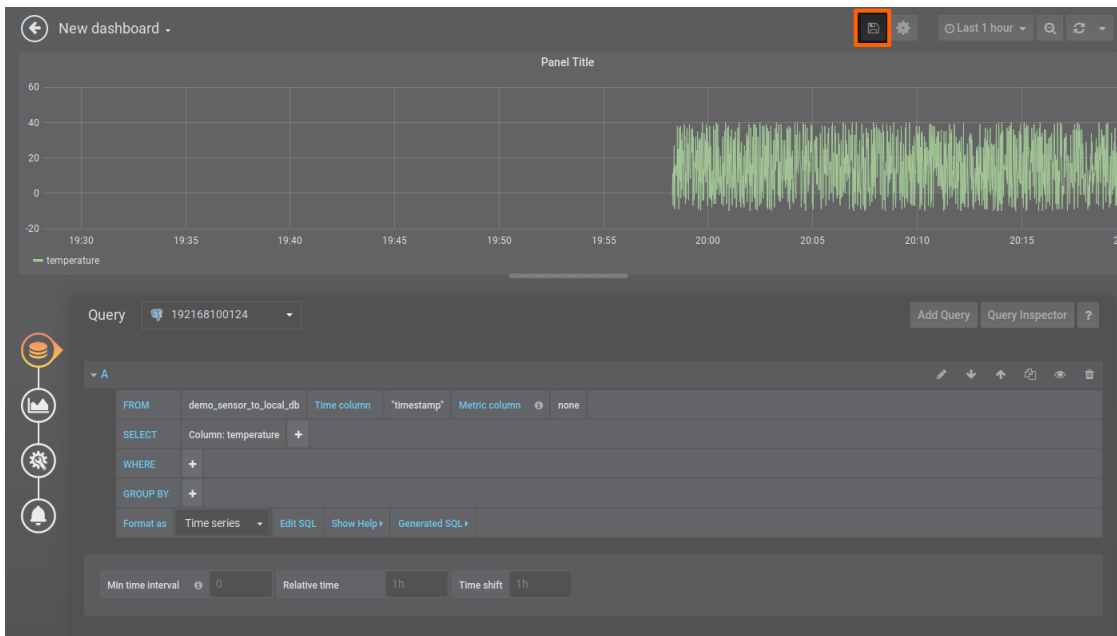 New dashboard
Last 1 hour
Panel Title
60
40
20
0
-20
19:30 19:35 19:40 19:45 19:50 19:55 20:00 20:05 20:10 20:15 2
temperature
Query 192168100124 Add Query Query Inspector ?
A
FROM demo_sensor_to_local_db Time column "timestamp" Metric column none
SELECT Column: temperature +
WHERE +
GROUP BY +
Format as Time series Edit SQL Show Help Generated SQL
Min time interval 0 Relative time 1h Time shift 1h